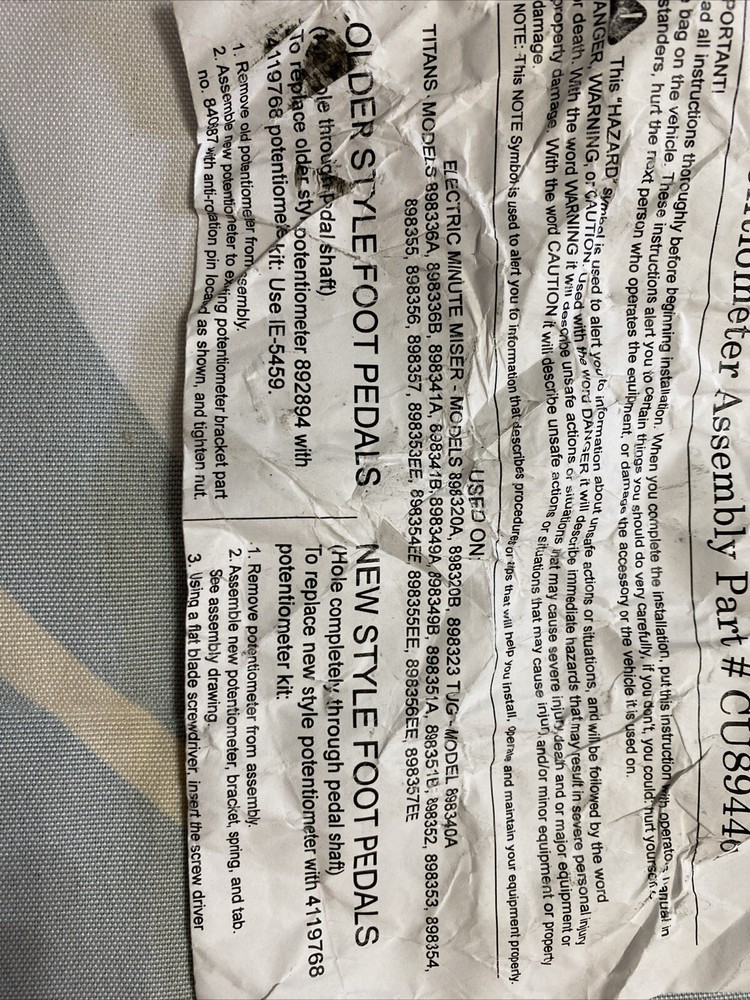 Assembly Part # CU8944
PORTANT!
ad all instructions thoroughly before beginning installation. When you complete the installation, put this instruction with operator's manual in
bag on the vehicle. These instructions alert you to certain things you should do very carefully, if you don't, you could hurt yourself,
standers, hurt the next person who operates the equipment, or damage the accessory or the vehicle it is used on.
This "HAZARD" symbol is used to alert you to information about unsafe actions or situations, and will be followed by the word
ANGER, WARNING, or CAUTION. Used with the word DANGER it will describe immediate hazards that may result in severe personal injury
r death. With the word WARNING it will describe unsafe actions or situations that may cause severe injury,death and or major equipment or
property damage. With the word CAUTION it will describe unsafe actions or situations that may cause injury, and/or minor equipment or property
damage.
NOTE: This NOTE Symbol is used to alert you to information that describes procedures or tips that will help you install, operate and maintain your equipment properly.
USED ON:
ELECTRIC MINUTE MISER - MODELS 898320A, 898320B, 898323 TUG - MODEL 898340A
TITANS - MODELS 898336A, 898336B, 898341A, 898341B, 898349A, 898349B, 898351A, 898351B, 898352, 898353, 898354,
898355, 898356, 898357, 898353EE, 898354EE, 898355EE, 898356EE, 898357EE
OLDER STYLE FOOT PEDALS
ole through pedal shaft)
To replace older style potentiometer 892894 with
4119768 potentiometer kit: Use IE-5459.
1. Remove old potentiometer from assembly.
2. Assemble new potentiometer to existing potentiometer bracket part
no. 84087 with anti-rotation pin located as shown, and tighten nut.
NEW STYLE FOOT PEDALS
(Hole completely through pedal shaft)
To replace new style potentiometer with 4119768
potentiometer kit:
1. Remove potentiometer from assembly.
2. Assemble new potentiometer, bracket, spring, and tab.
See assembly drawing.
3. Using a flat blade screwdriver, insert the screw driver